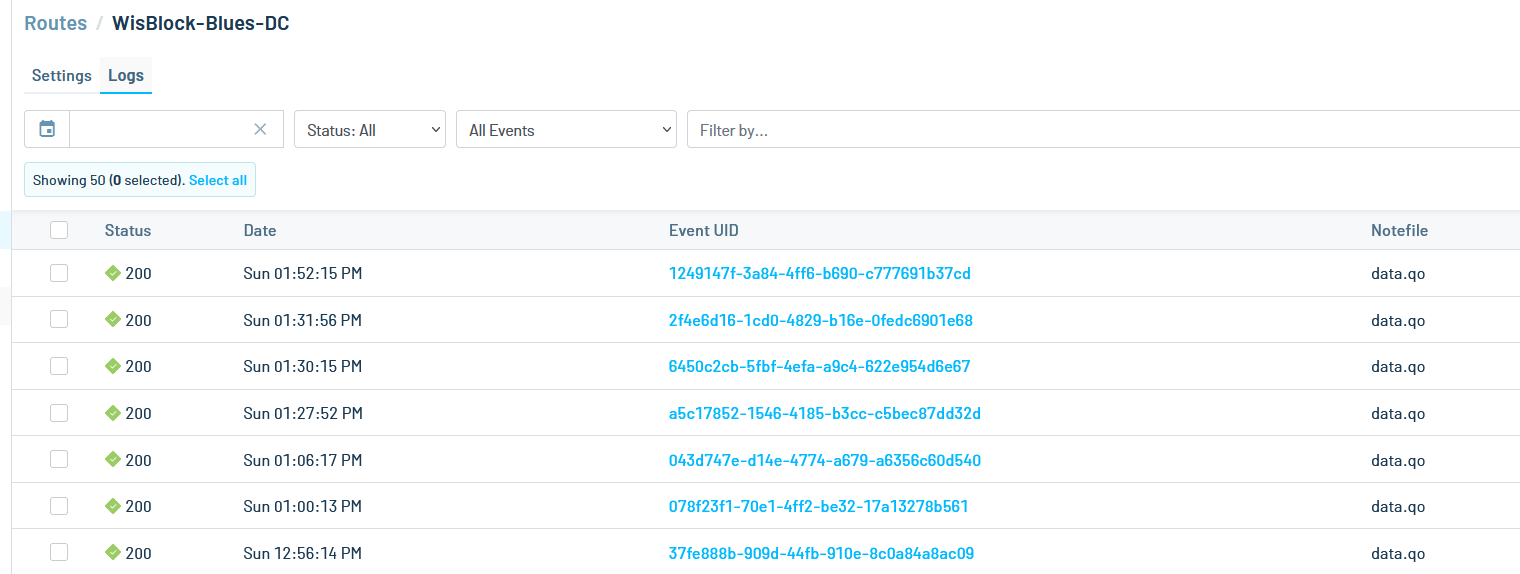 Routes / WisBlock-Blues-DC
Settings Logs
Status: All All Events Filter by...
Showing 50 (0 selected). Select all
Status Date Event UID Notefile
200 Sun 01:52:15 PM 1249147f-3a84-4ff6-b690-c777691b37cd data.qo
200 Sun 01:31:56 PM 2f4e6d16-1cd0-4829-b16e-0fedc6901e68 data.qo
200 Sun 01:30:15 PM 6450c2cb-5fbf-4efa-a9c4-622e954d6e67 data.qo
200 Sun 01:27:52 PM a5c17852-1546-4185-b3cc-c5bec87dd32d data.qo
200 Sun 01:06:17 PM 043d747e-d14e-4774-a679-a6356c60d540 data.qo
200 Sun 01:00:13 PM 078f23f1-70e1-4ff2-be32-17a13278b561 data.qo
200 Sun 12:56:14 PM 37fe888b-909d-44fb-910e-8c0a84a8ac09 data.qo